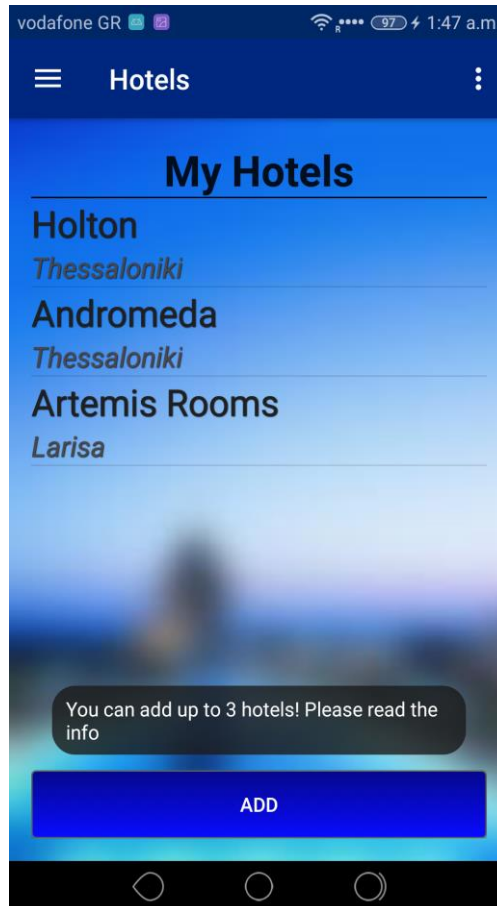 vodafone GR R 97 1:47 a.m
Hotels
My Hotels
Holton
Thessaloniki
Andromeda
Thessaloniki
Artemis Rooms
Larisa
You can add up to 3 hotels! Please read the
info
ADD